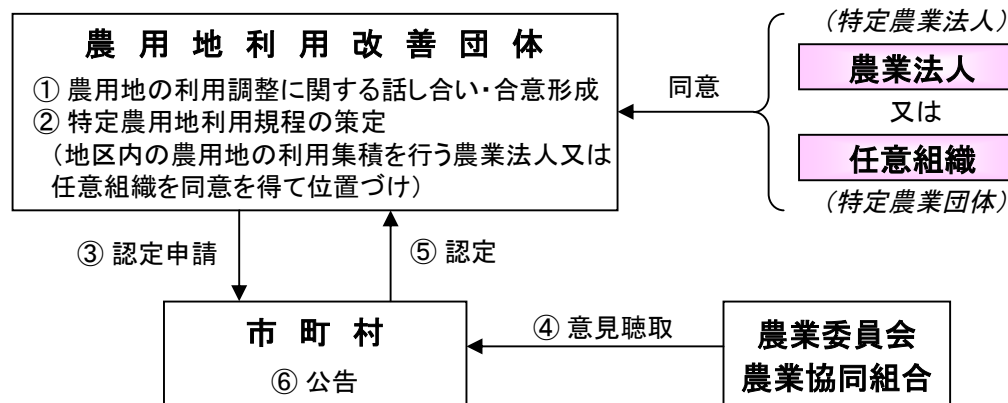 農用地利用改善団体
① 農用地の利用調整に関する話し合い・合意形成
② 特定農用地利用規程の策定
（地区内の農用地の利用集積を行う農業法人又は
任意組織を同意を得て位置づけ）
同意
（特定農業法人）
農業法人
又は
任意組織
（特定農業団体）
③ 認定申請
⑤ 認定
市町村
⑥ 公告
④ 意見聴取
農業委員会
農業協同組合